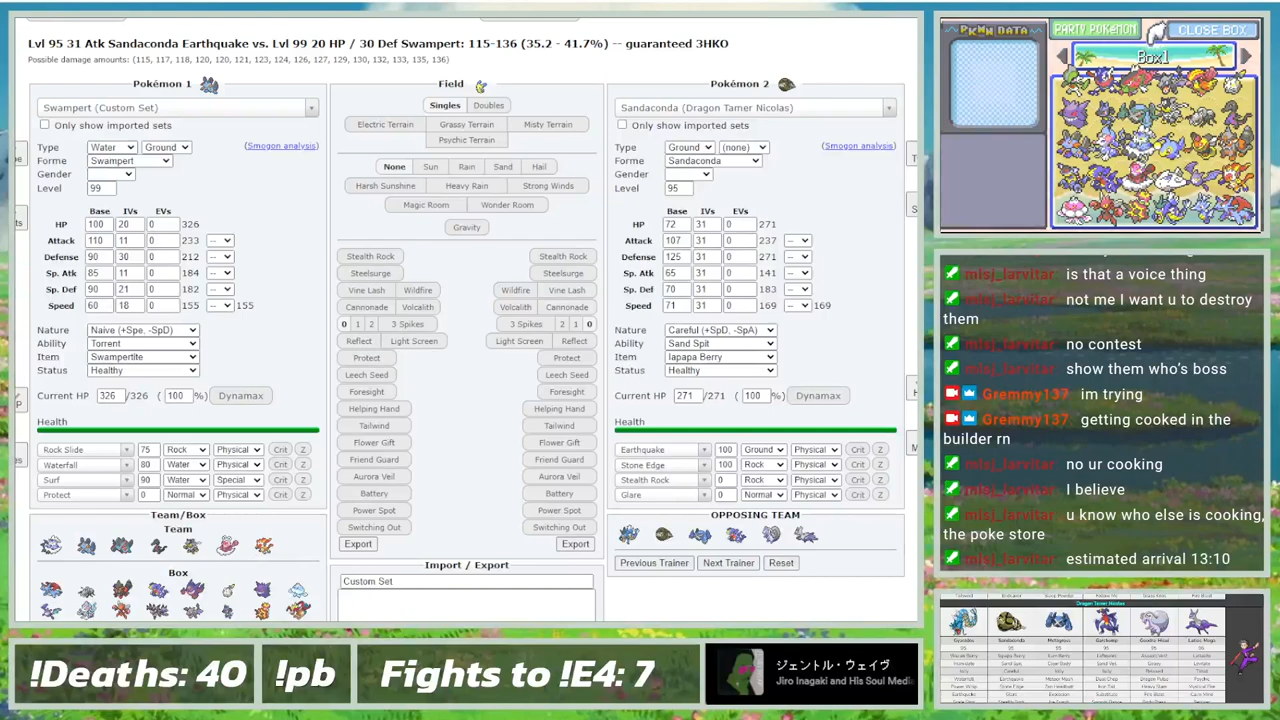 Lvl 95 31 Atk Sandaconda Earthquake vs. Lvl 99 20 HP / 30 Def Swampert: 115-136 (35.2 - 41.7%) -- guaranteed 3HKO
Possible damage amounts: (115, 117, 118, 120, 120, 121, 123, 124, 126, 127, 129, 130, 132, 133, 135, 136)
Pokémon 1
Swampert (Custom Set)
Only show imported sets
Type Water Ground (Smogon analysis)
Forme Swampert
Gender
Level 99
Base IVs EVs
HP 100 20 0 326
Attack 110 11 0 233 --
Defense 90 30 0 212 --
Sp. Atk 85 11 0 184 --
Sp. Def 90 21 0 182 --
Speed 60 18 0 155 -- 155
Nature Naive (+Spe, -SpD)
Ability Torrent
Item Swampertite
Status Healthy
Current HP 326 /326 ( 100 %) Dynamax
Health
Rock Slide 75 Rock Physical Crit Z
Waterfall 80 Water Physical Crit Z
Surf 90 Water Special Crit Z
Protect 0 Normal Physical Crit Z
Team/Box
Team
Box
Field
Singles Doubles
Electric Terrain Grassy Terrain Misty Terrain
Psychic Terrain
None Sun Rain Sand Hail
Harsh Sunshine Heavy Rain Strong Winds
Magic Room Wonder Room
Gravity
Stealth Rock Stealth Rock
Steelsurge Steelsurge
Vine Lash Wildfire Wildfire Vine Lash
Cannonade Volcalith Volcalith Cannonade
0 1 2 3 Spikes 3 Spikes 2 1 0
Reflect Light Screen Light Screen Reflect
Protect Protect
Leech Seed Leech Seed
Foresight Foresight
Helping Hand Helping Hand
Tailwind Tailwind
Flower Gift Flower Gift
Friend Guard Friend Guard
Aurora Veil Aurora Veil
Battery Battery
Power Spot Power Spot
Switching Out Switching Out
Export Export
Import / Export
Custom Set
Pokémon 2
Sandaconda (Dragon Tamer Nicolas)
Only show imported sets
Type Ground (none) (Smogon analysis)
Forme Sandaconda
Gender
Level 95
Base IVs EVs
HP 72 31 0 271
Attack 107 31 0 237 --
Defense 125 31 0 271 --
Sp. Atk 65 31 0 141 --
Sp. Def 70 31 0 183 --
Speed 71 31 0 169 -- 169
Nature Careful (+SpD, -SpA)
Ability Sand Spit
Item Iapapa Berry
Status Healthy
Current HP 271 /271 ( 100 %) Dynamax
Health
Earthquake 100 Ground Physical Crit Z
Stone Edge 100 Rock Physical Crit Z
Stealth Rock 0 Rock Physical Crit Z
Glare 0 Normal Physical Crit Z
OPPOSING TEAM
Previous Trainer Next Trainer Reset
PKMN DATA
PARTY POKéMON
CLOSE BOX
Box1
misj_larvitar is that a voice thing
misj_larvitar not me I want u to destroy
them
misj_larvitar no contest
misj_larvitar show them who's boss
Gremmy137 im trying
Gremmy137 getting cooked in the
builder rn
misj_larvitar no ur cooking
misj_larvitar I believe
misj_larvitar u know who else is cooking,
the poke store
misj_larvitar estimated arrival 13:10
Dragon Tamer Nicolas
Gyarados Sandaconda Metagross Garchomp Goodra Hisui Latios Mega
!Deaths: 40 !pb
ジェントル・ウェイヴ
Jiro Inagaki and His Soul Medi